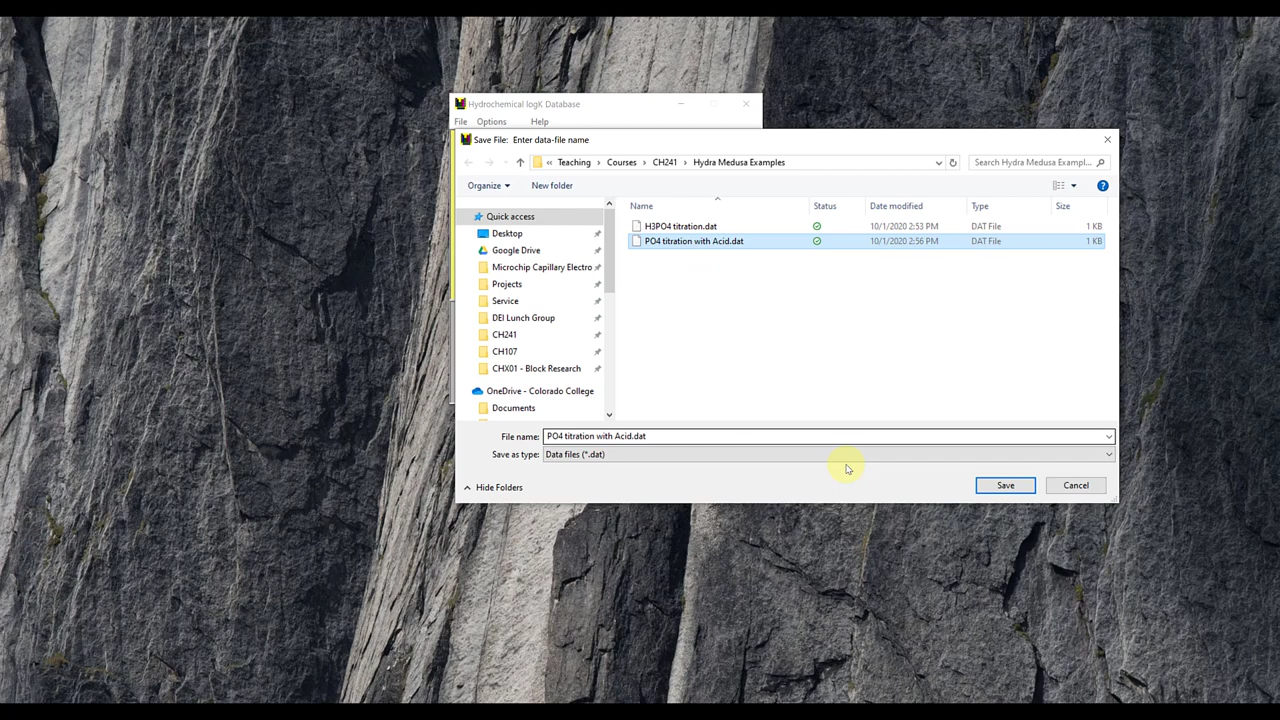 Hydrochemical logK Database
File Options Help
Save File: Enter data-file name
« Teaching > Courses > CH241 > Hydra Medusa Examples
Search Hydra Medusa Exampl...
Organize New folder
Name Status Date modified Type Size
Quick access
Desktop
Google Drive
Microchip Capillary Electro
Projects
Service
DEI Lunch Group
CH241
CH107
CHX01 - Block Research
OneDrive - Colorado College
Documents
H3PO4 titration.dat 10/1/2020 2:53 PM DAT File 1 KB
PO4 titration with Acid.dat 10/1/2020 2:56 PM DAT File 1 KB
File name: PO4 titration with Acid.dat
Save as type: Data files (*.dat)
Hide Folders
Save Cancel